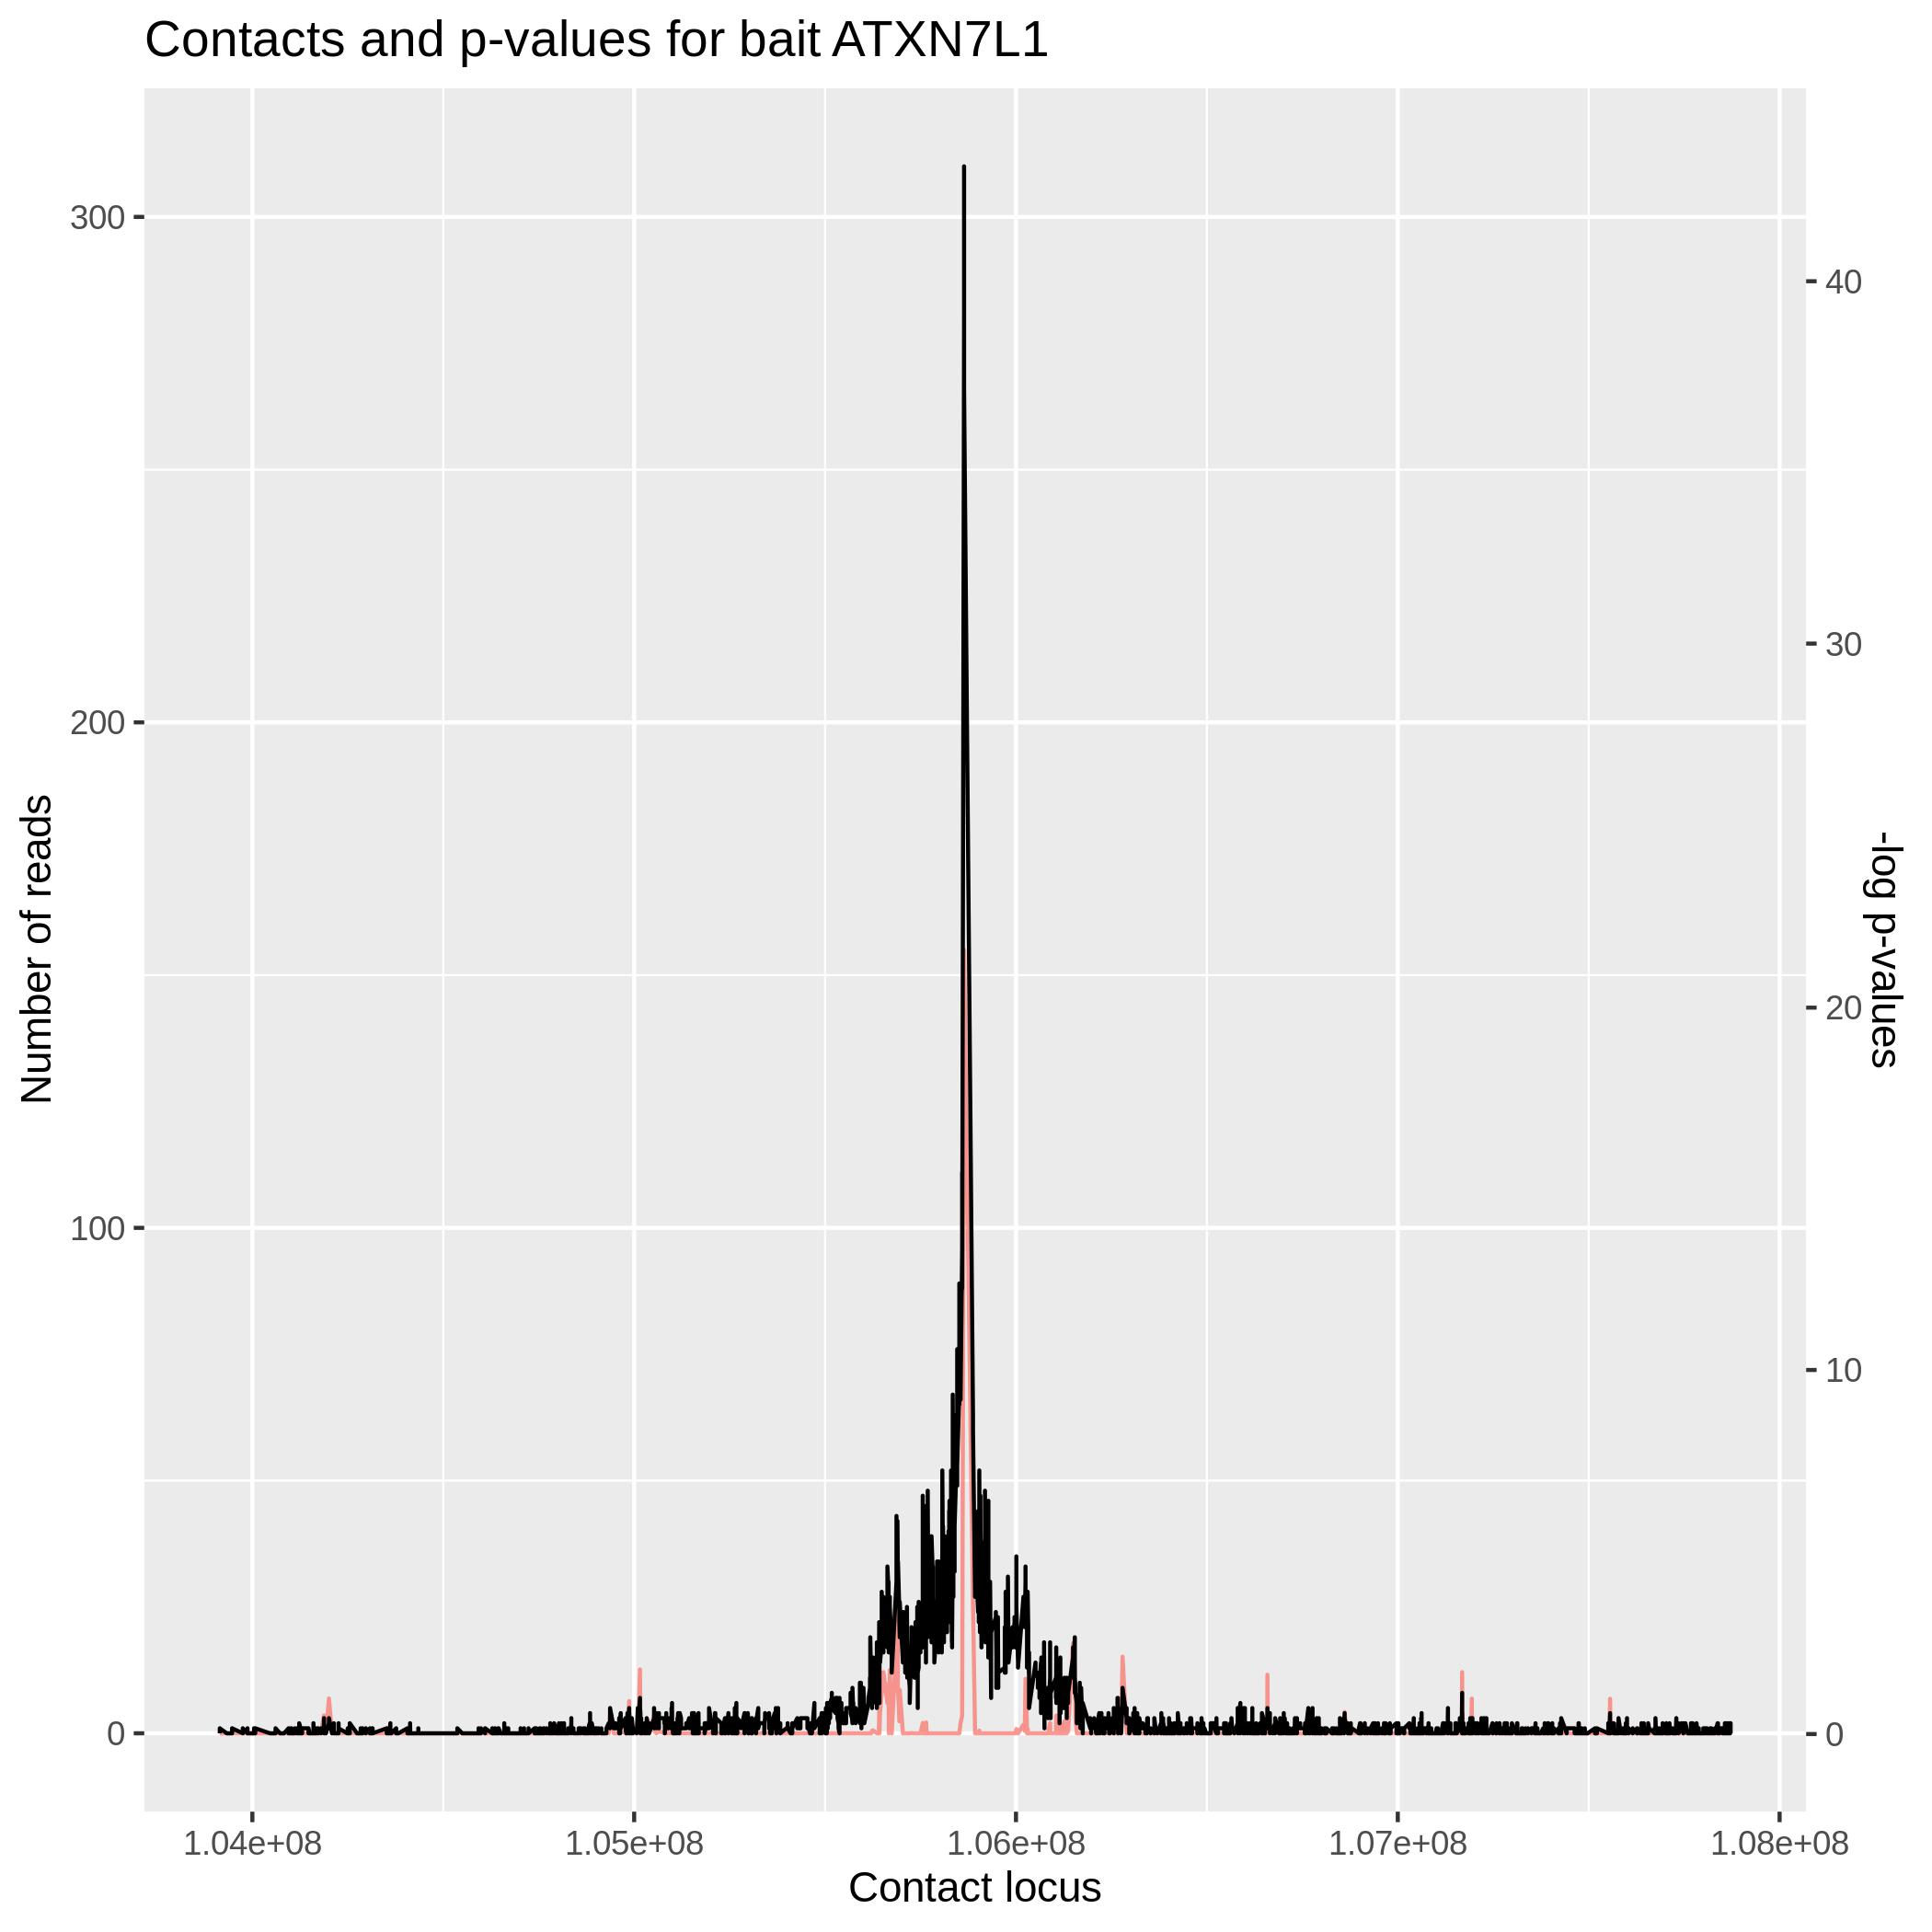 Contacts and p-values for bait ATXN7L1
300
200
100
0
40
30
20
10
0
Number of reads
-log p-values
1.04e+08
1.05e+08
1.06e+08
1.07e+08
1.08e+08
Contact locus